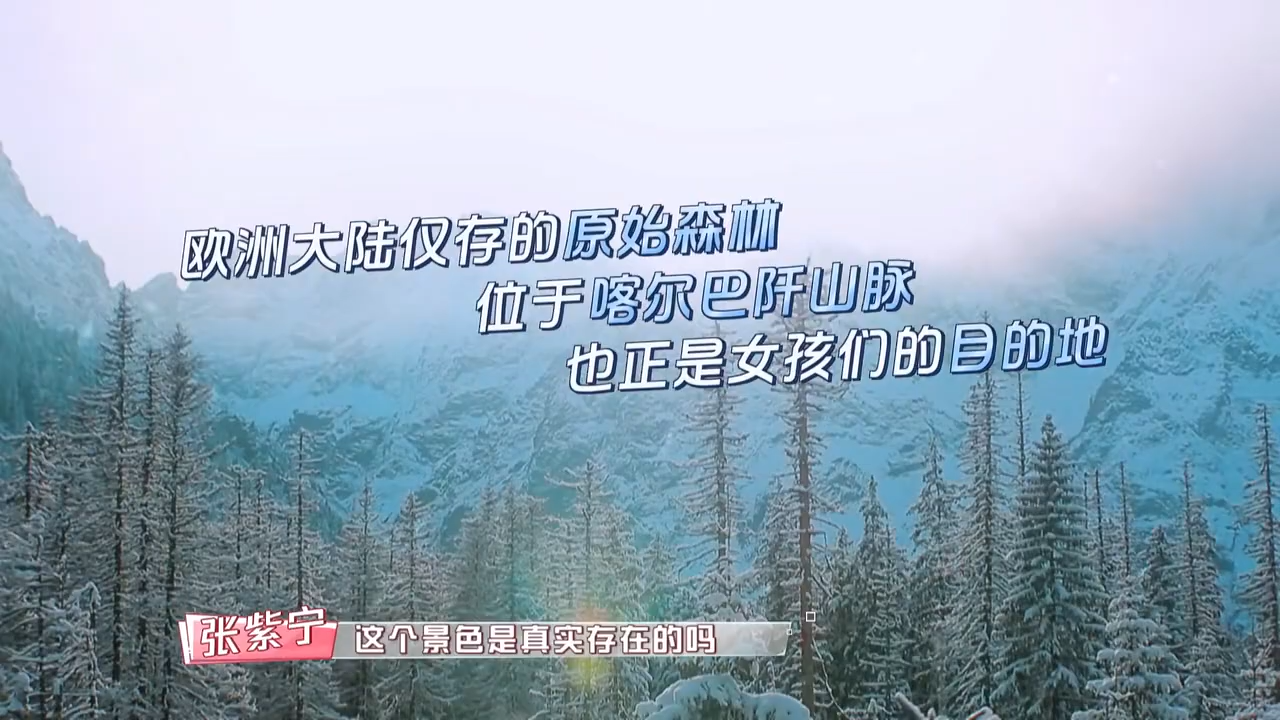 欧洲大陆仅存的原始森林
位于喀尔巴阡山脉
也正是女孩们的目的地
张紫宁 这个景色是真实存在的吗